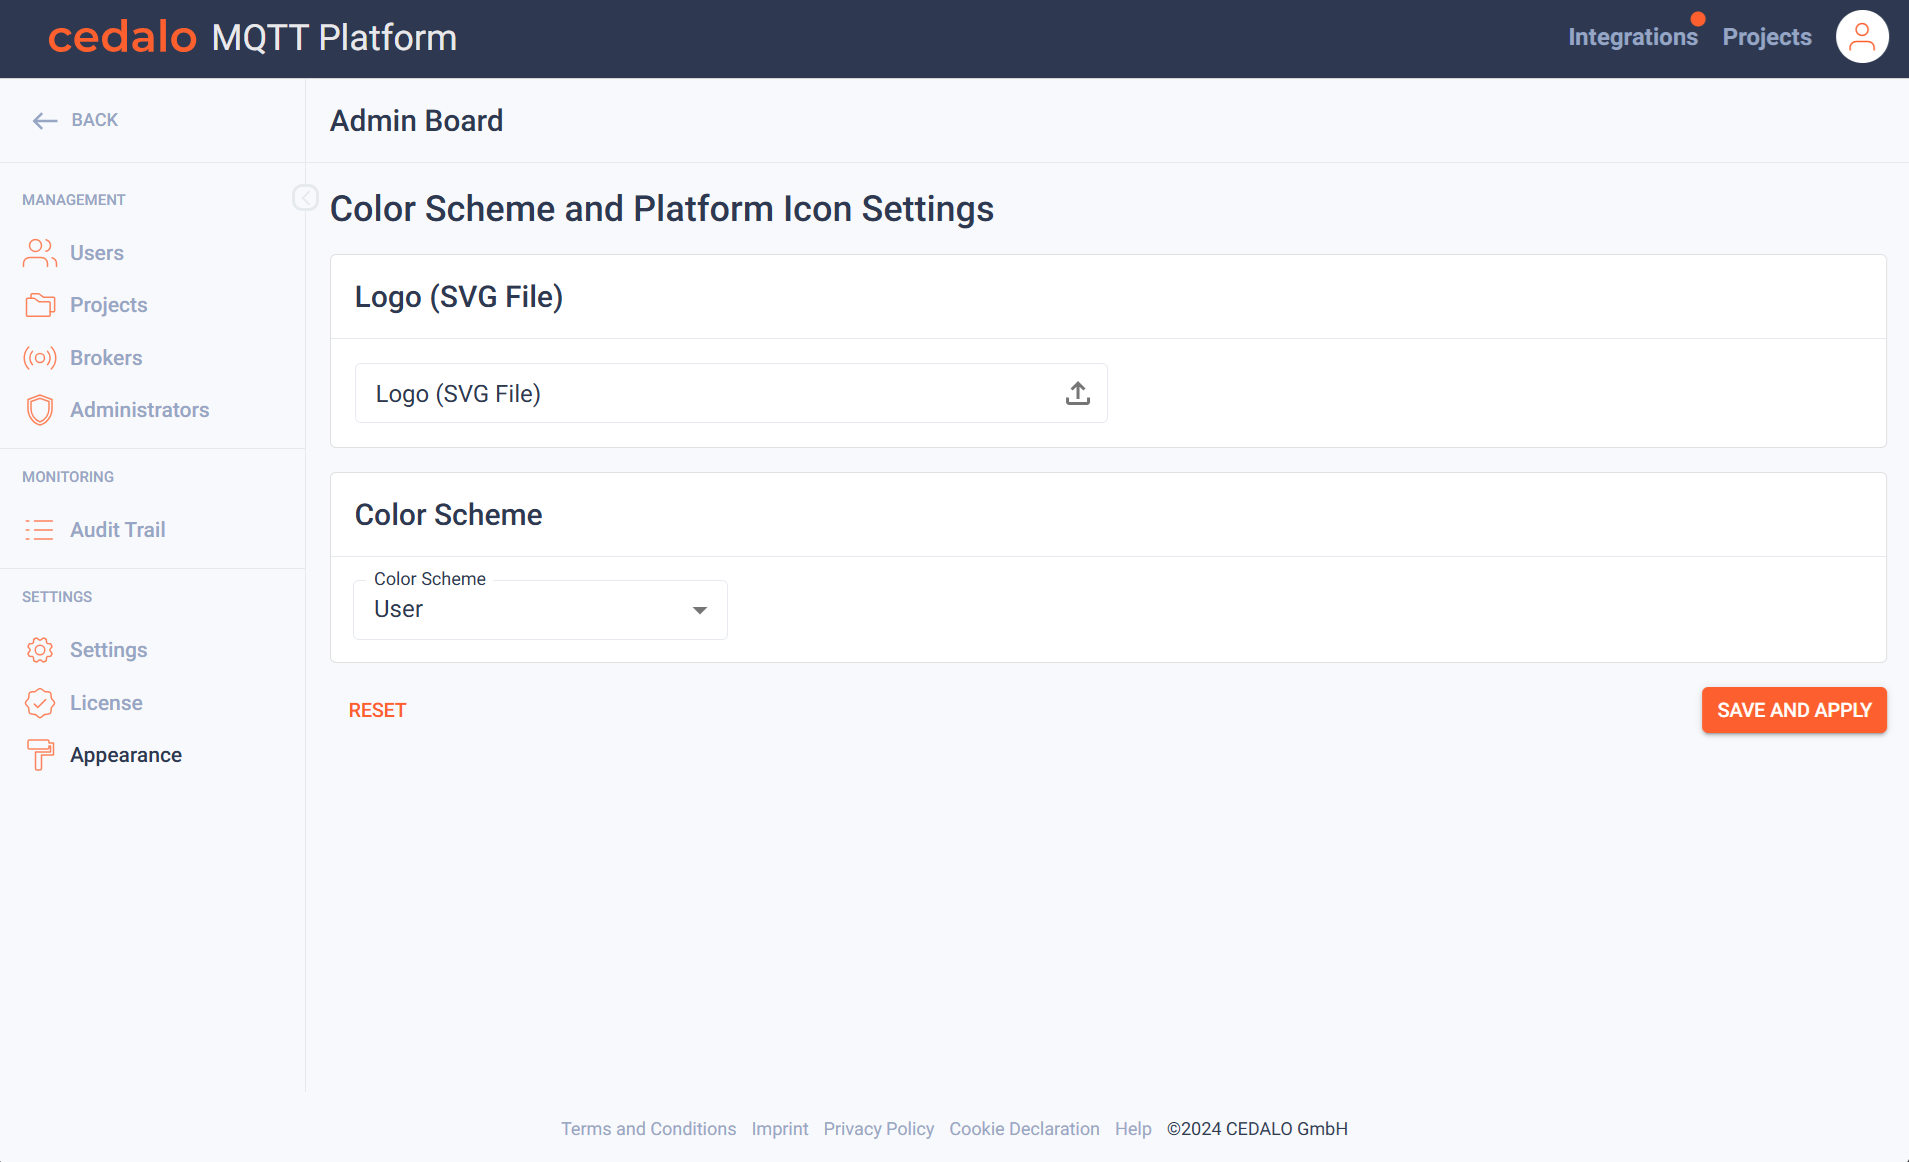 cedalo MQTT Platform
Integrations
Projects
BACK
Admin Board
MANAGEMENT
Users
Projects
Brokers
Administrators
MONITORING
Audit Trail
SETTINGS
Settings
License
Appearance
Color Scheme and Platform Icon Settings
Logo (SVG File)
Logo (SVG File)
Color Scheme
Color Scheme
User
RESET
SAVE AND APPLY
Terms and Conditions Imprint Privacy Policy Cookie Declaration Help ©2024 CEDALO GmbH